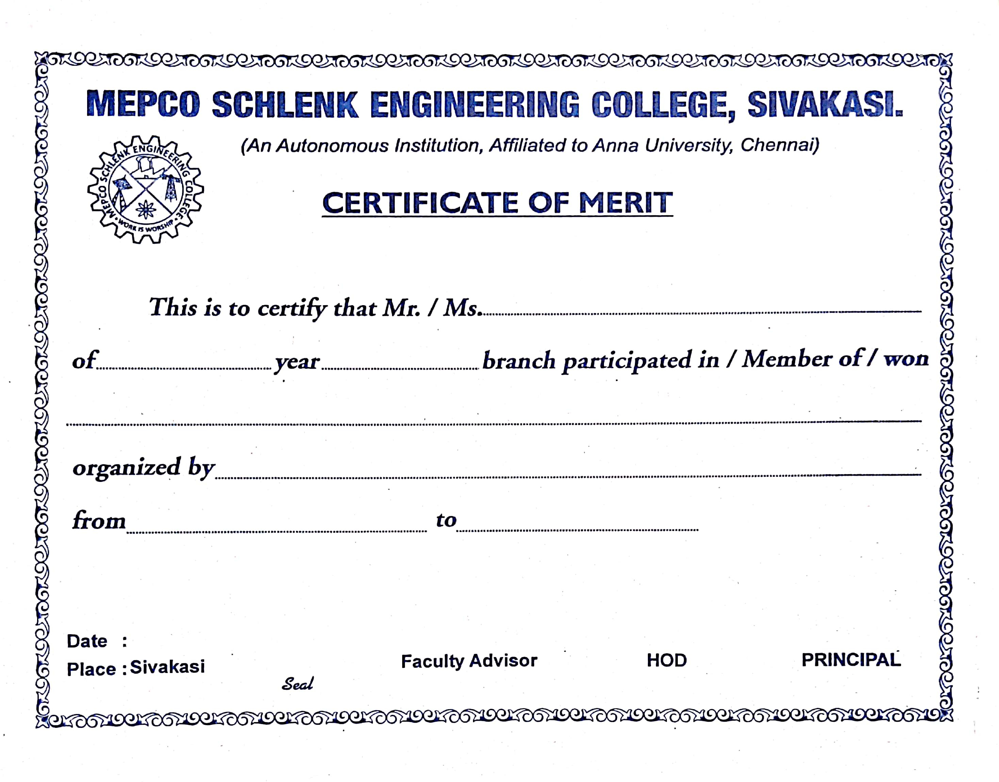 MEPCO SCHLENK ENGINEERING COLLEGE, SIVAKASI.
(An Autonomous Institution, Affiliated to Anna University, Chennai)
MEPCO SCHLENK ENGINEERING COLLEGE
• WORK IS WORSHIP •
CERTIFICATE OF MERIT
This is to certify that Mr. / Ms.
of year branch participated in / Member of / won
organized by
from to
Date :
Place : Sivakasi
Seal
Faculty Advisor HOD PRINCIPAL